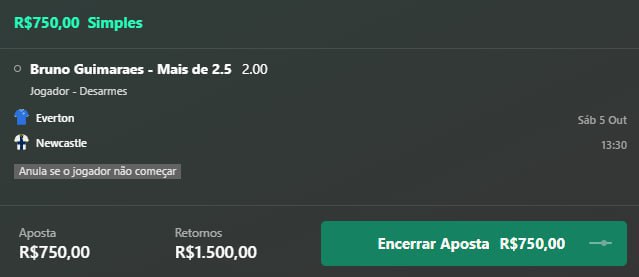 R$750,00 Simples
Bruno Guimaraes - Mais de 2.5 2.00
Jogador - Desarmes
Everton
Sáb 5 Out
Newcastle
13:30
Anula se o jogador não começar
Aposta
Retornos
Encerrar Aposta R$750,00
R$750,00
R$1.500,00